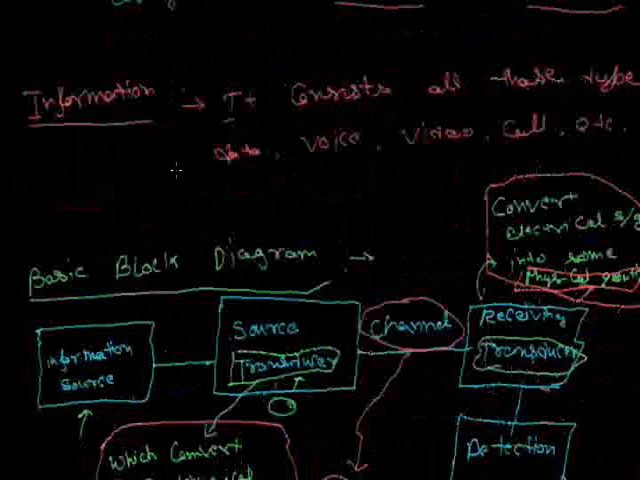 Information → It Consists all those type
data, Voice, Video, Call, etc.
Convert
electrical s/g
into some
Physical
Basic Block Diagram →
Information
Source
Source
Transducer
Channel
Receiving
Transducer
Which Convert
Detection